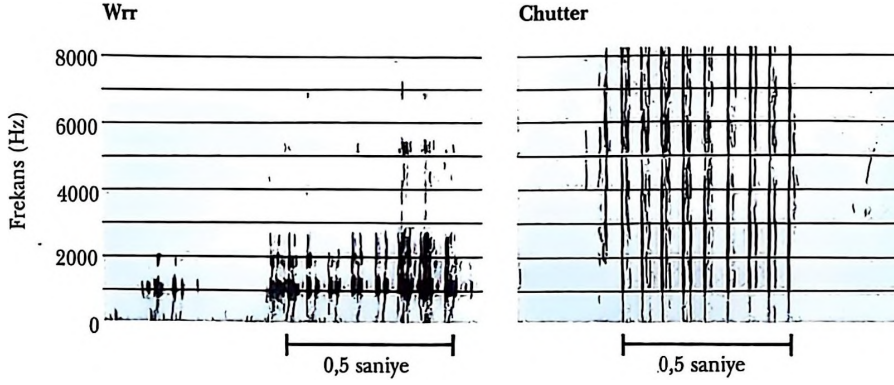 Wrr
Chutter
Frekans (Hz)
8000
6000
4000
2000
0
0,5 saniye
0,5 saniye